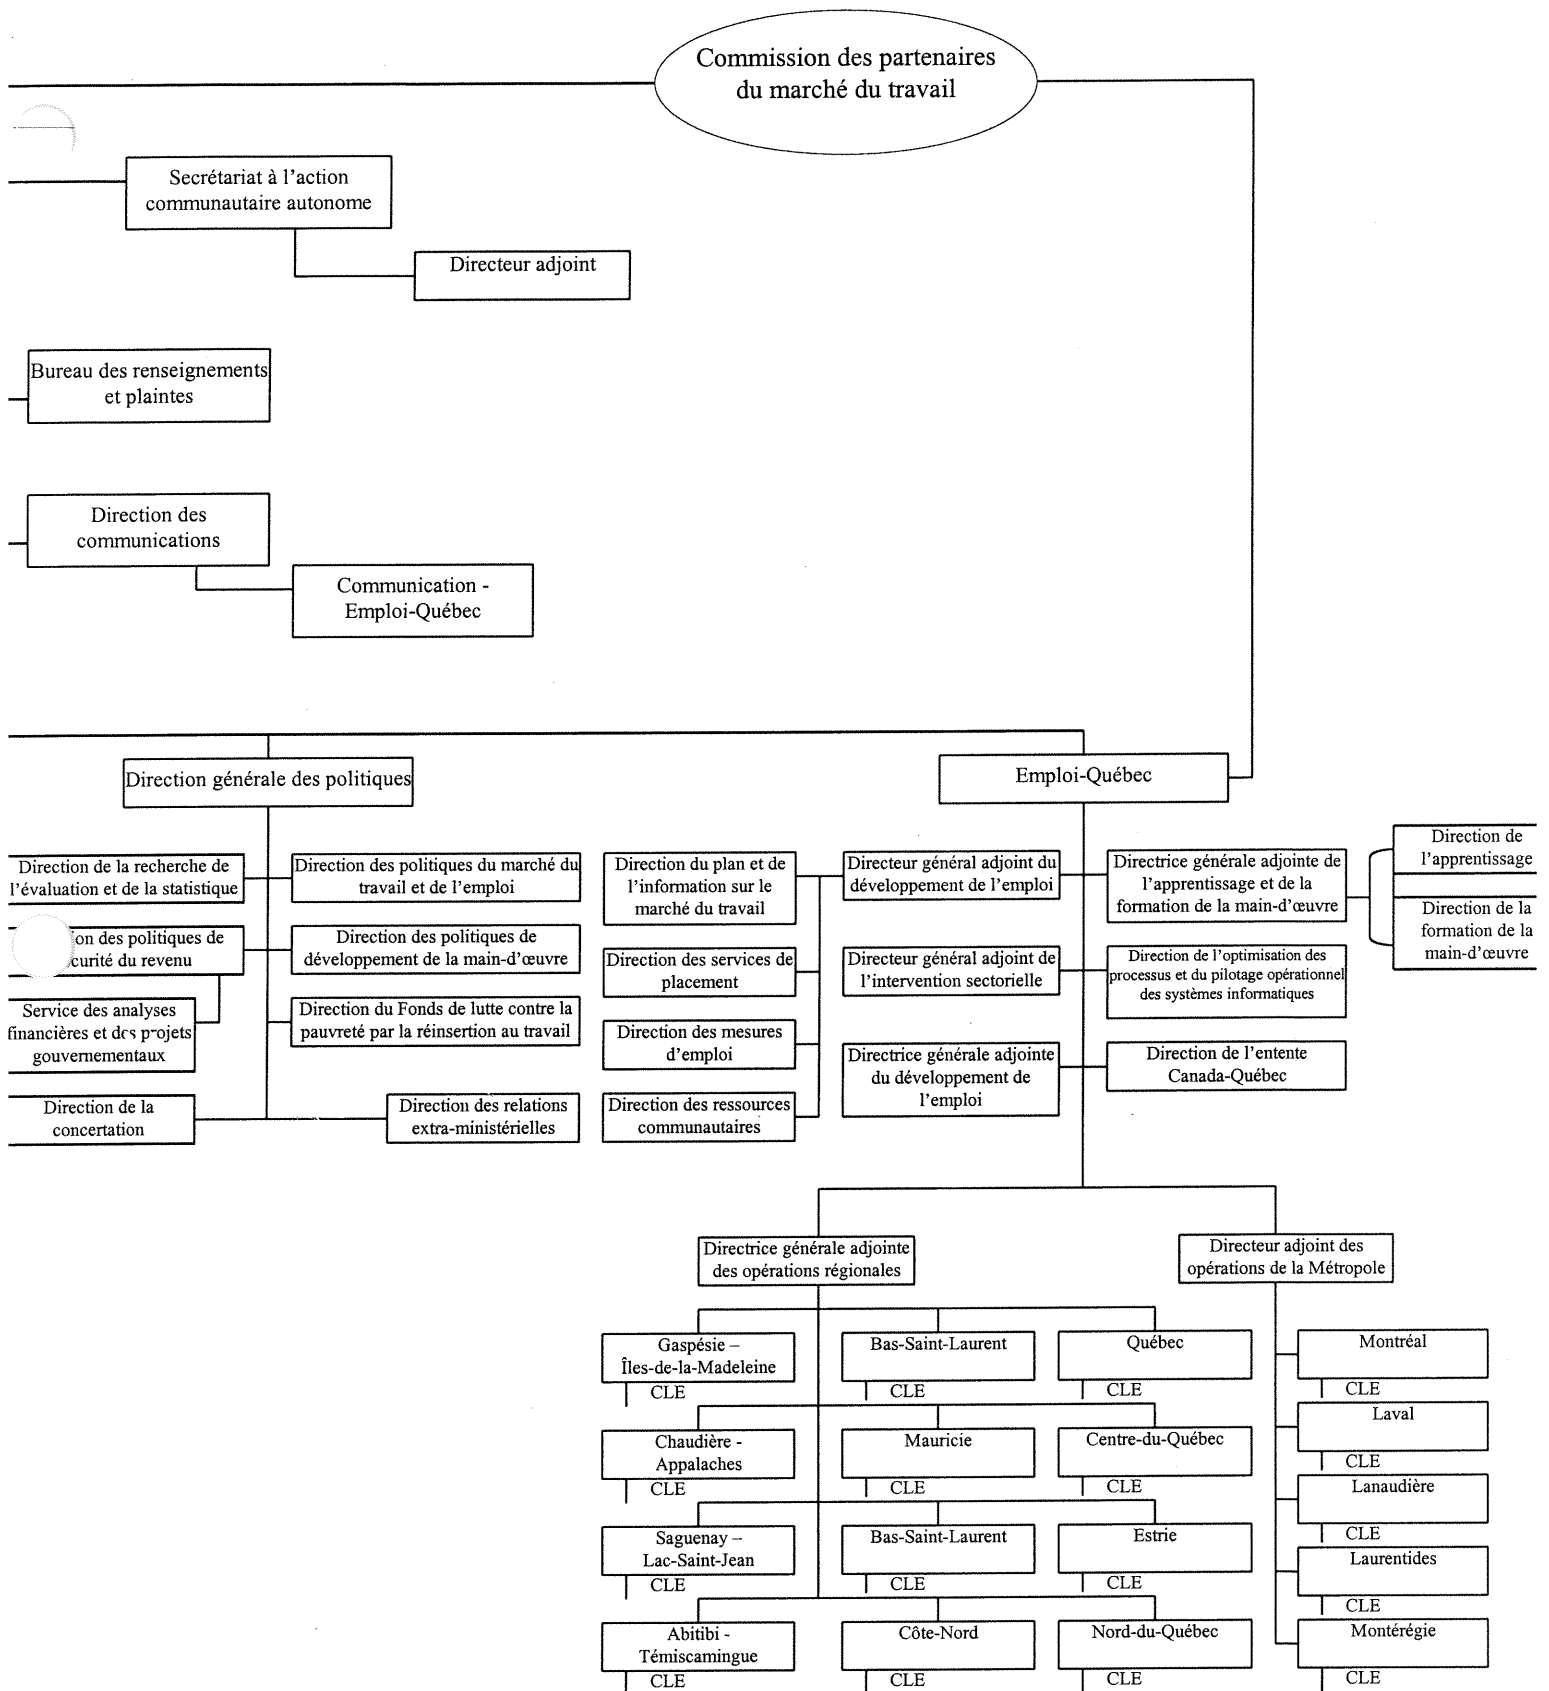 Commission des partenaires
du marché du travail
Secrétariat à l'action
communautaire autonome
Directeur adjoint
Bureau des renseignements
et plaintes
Direction des
communications
Communication -
Emploi-Québec
Direction générale des politiques
Emploi-Québec
Direction de la recherche de
l'évaluation et de la statistique
Direction des politiques du marché du
travail et de l'emploi
des politiques de
du revenu
Direction des politiques de
développement de la main-d'œuvre
Service des analyses
financières et des projets
gouvernementaux
Direction du Fonds de lutte contre la
pauvreté par la réinsertion au travail
Direction de la
concertation
Direction des relations
extra-ministérielles
Direction du plan et de
l'information sur le
marché du travail
Direction des services de
placement
Direction des mesures
d'emploi
Direction des ressources
communautaires
Directeur général adjoint du
développement de l'emploi
Directeur général adjoint de
l'intervention sectorielle
Directrice générale adjointe
du développement de
l'emploi
Directrice générale adjointe de
l'apprentissage et de la
formation de la main-d'œuvre
Direction de l'optimisation des
processus et du pilotage opérationnel
des systèmes informatiques
Direction de l'entente
Canada-Québec
Direction de
l'apprentissage
Direction de la
formation de la
main-d'œuvre
Directrice générale adjointe
des opérations régionales
Directeur adjoint des
opérations de la Métropole
Gaspésie –
Îles-de-la-Madeleine
CLE
Bas-Saint-Laurent
CLE
Québec
CLE
Chaudière -
Appalaches
CLE
Mauricie
CLE
Centre-du-Québec
CLE
Saguenay –
Lac-Saint-Jean
CLE
Bas-Saint-Laurent
CLE
Estrie
CLE
Abitibi -
Témiscamingue
CLE
Côte-Nord
CLE
Nord-du-Québec
CLE
Montréal
CLE
Laval
CLE
Lanaudière
CLE
Laurentides
CLE
Montérégie
CLE